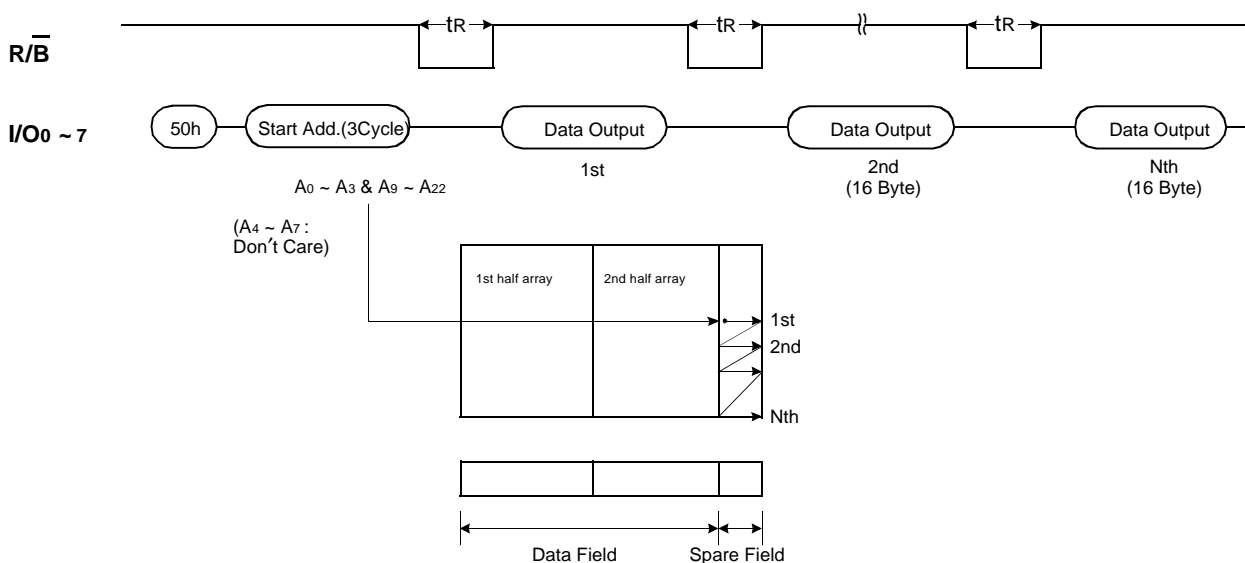 tR tR tR
R/B
I/O0 ~ 7
50h Start Add.(3Cycle) Data Output Data Output Data Output
1st 2nd Nth
(16 Byte) (16 Byte)
A0 ~ A3 & A9 ~ A22
(A4 ~ A7 :
Don't Care)
1st half array 2nd half array
1st
2nd
Nth
Data Field Spare Field